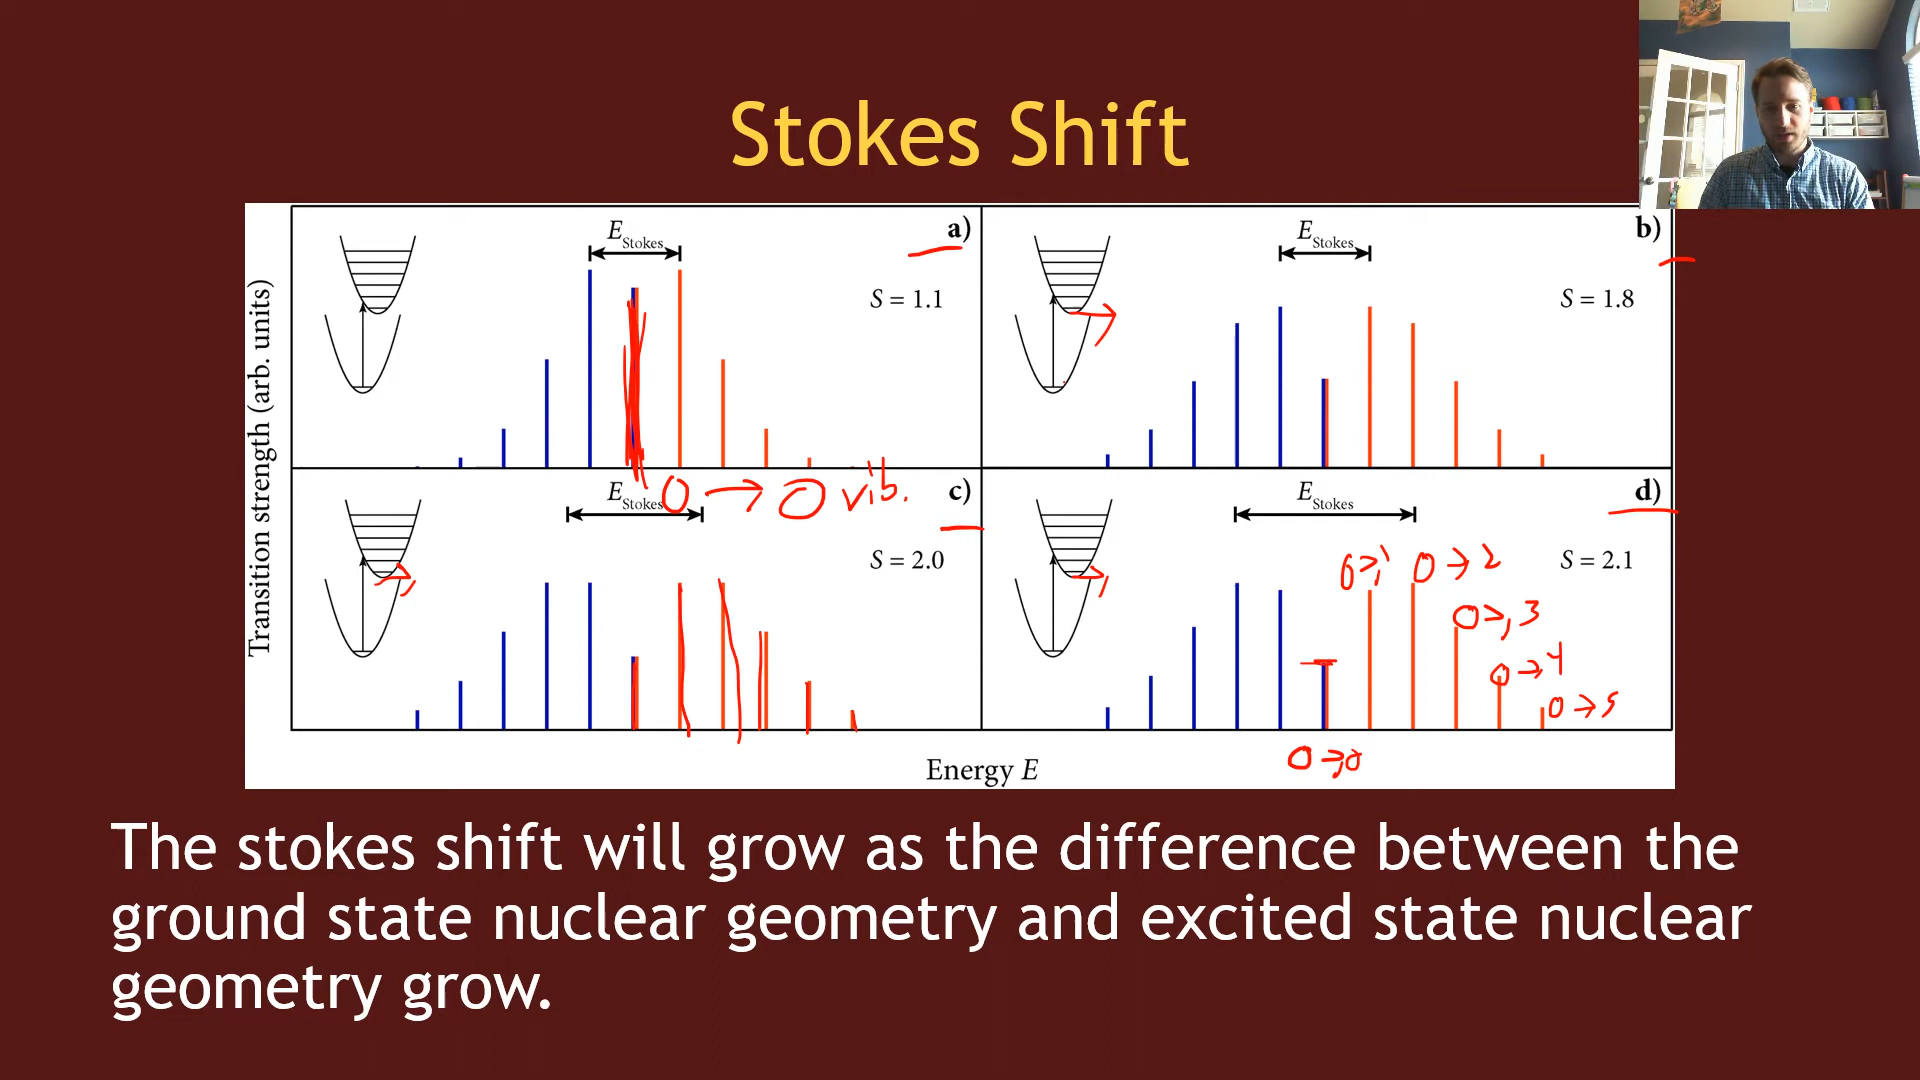 Stokes Shift
Transition strength (arb. units)
E Stokes
a)
S = 1.1
0 → 0 vib.
E Stokes
b)
S = 1.8
E Stokes
c)
S = 2.0
E Stokes
d)
S = 2.1
0→1
0→2
0→3
0→4
0→5
0→0
Energy E
The stokes shift will grow as the difference between the
ground state nuclear geometry and excited state nuclear
geometry grow.